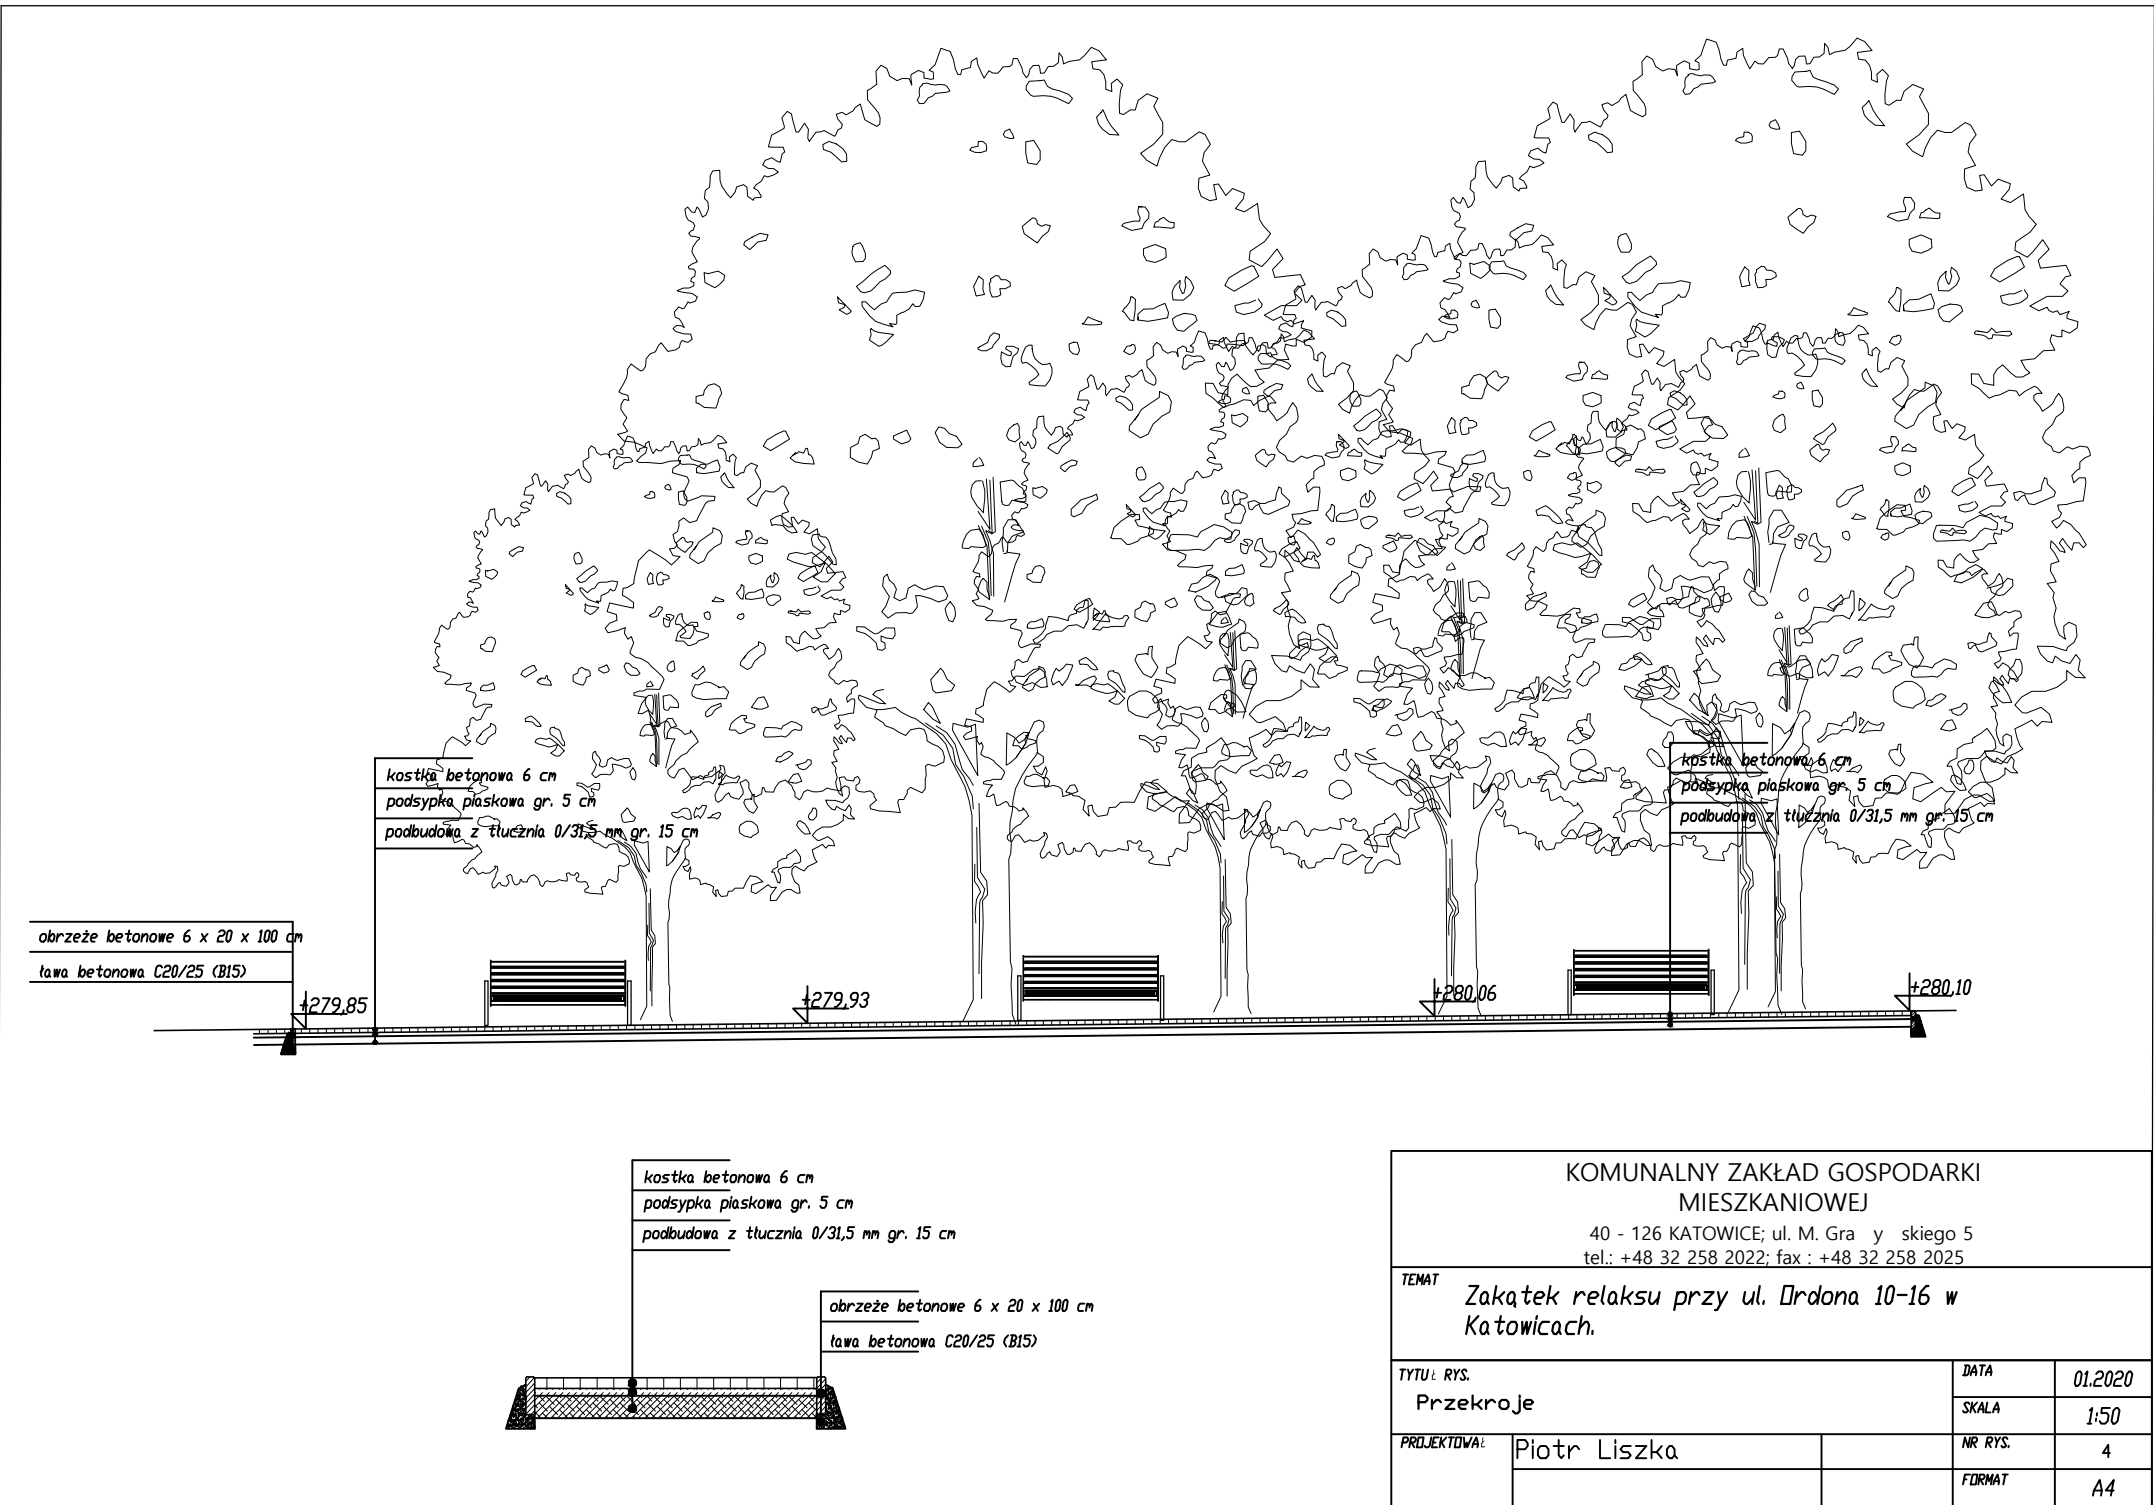 kostka betonowa 6 cm
podsypka piaskowa gr. 5 cm
podbudowa z tłucznia 0/31,5 mm gr. 15 cm
kostka betonowa 6 cm
podsypka piaskowa gr. 5 cm
podbudowa z tłucznia 0/31,5 mm gr. 15 cm
obrzeże betonowe 6 x 20 x 100 cm
ława betonowa C20/25 (B15)
+279,85
+279,93
+280,06
+280,10
kostka betonowa 6 cm
podsypka piaskowa gr. 5 cm
podbudowa z tłucznia 0/31,5 mm gr. 15 cm
obrzeże betonowe 6 x 20 x 100 cm
ława betonowa C20/25 (B15)
KOMUNALNY ZAKŁAD GOSPODARKI
MIESZKANIOWEJ
40 - 126 KATOWICE; ul. M. Gra y skiego 5
tel.: +48 32 258 2022; fax : +48 32 258 2025
TEMAT
Zakątek relaksu przy ul. Ordona 10-16 w
Katowicach.
TYTUŁ RYS.
Przekroje
DATA
01.2020
SKALA
1:50
PROJEKTOWAŁ
Piotr Liszka
NR RYS.
4
FORMAT
A4